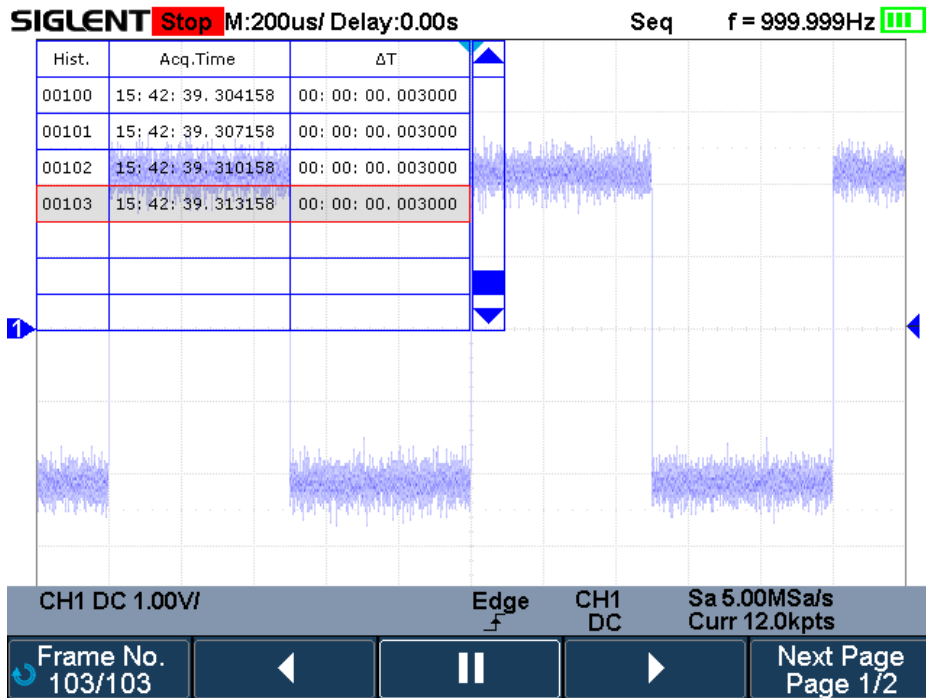 SIGLENT Stop M:200us/ Delay:0.00s Seq f = 999.999Hz
Hist. Acq.Time ΔT
00100 15: 42: 39. 304158 00: 00: 00. 003000
00101 15: 42: 39. 307158 00: 00: 00. 003000
00102 15: 42: 39. 310158 00: 00: 00. 003000
00103 15: 42: 39. 313158 00: 00: 00. 003000
1
CH1 DC 1.00V/ Edge CH1 Sa 5.00MSa/s
DC Curr 12.0kpts
Frame No. Next Page
103/103 Page 1/2